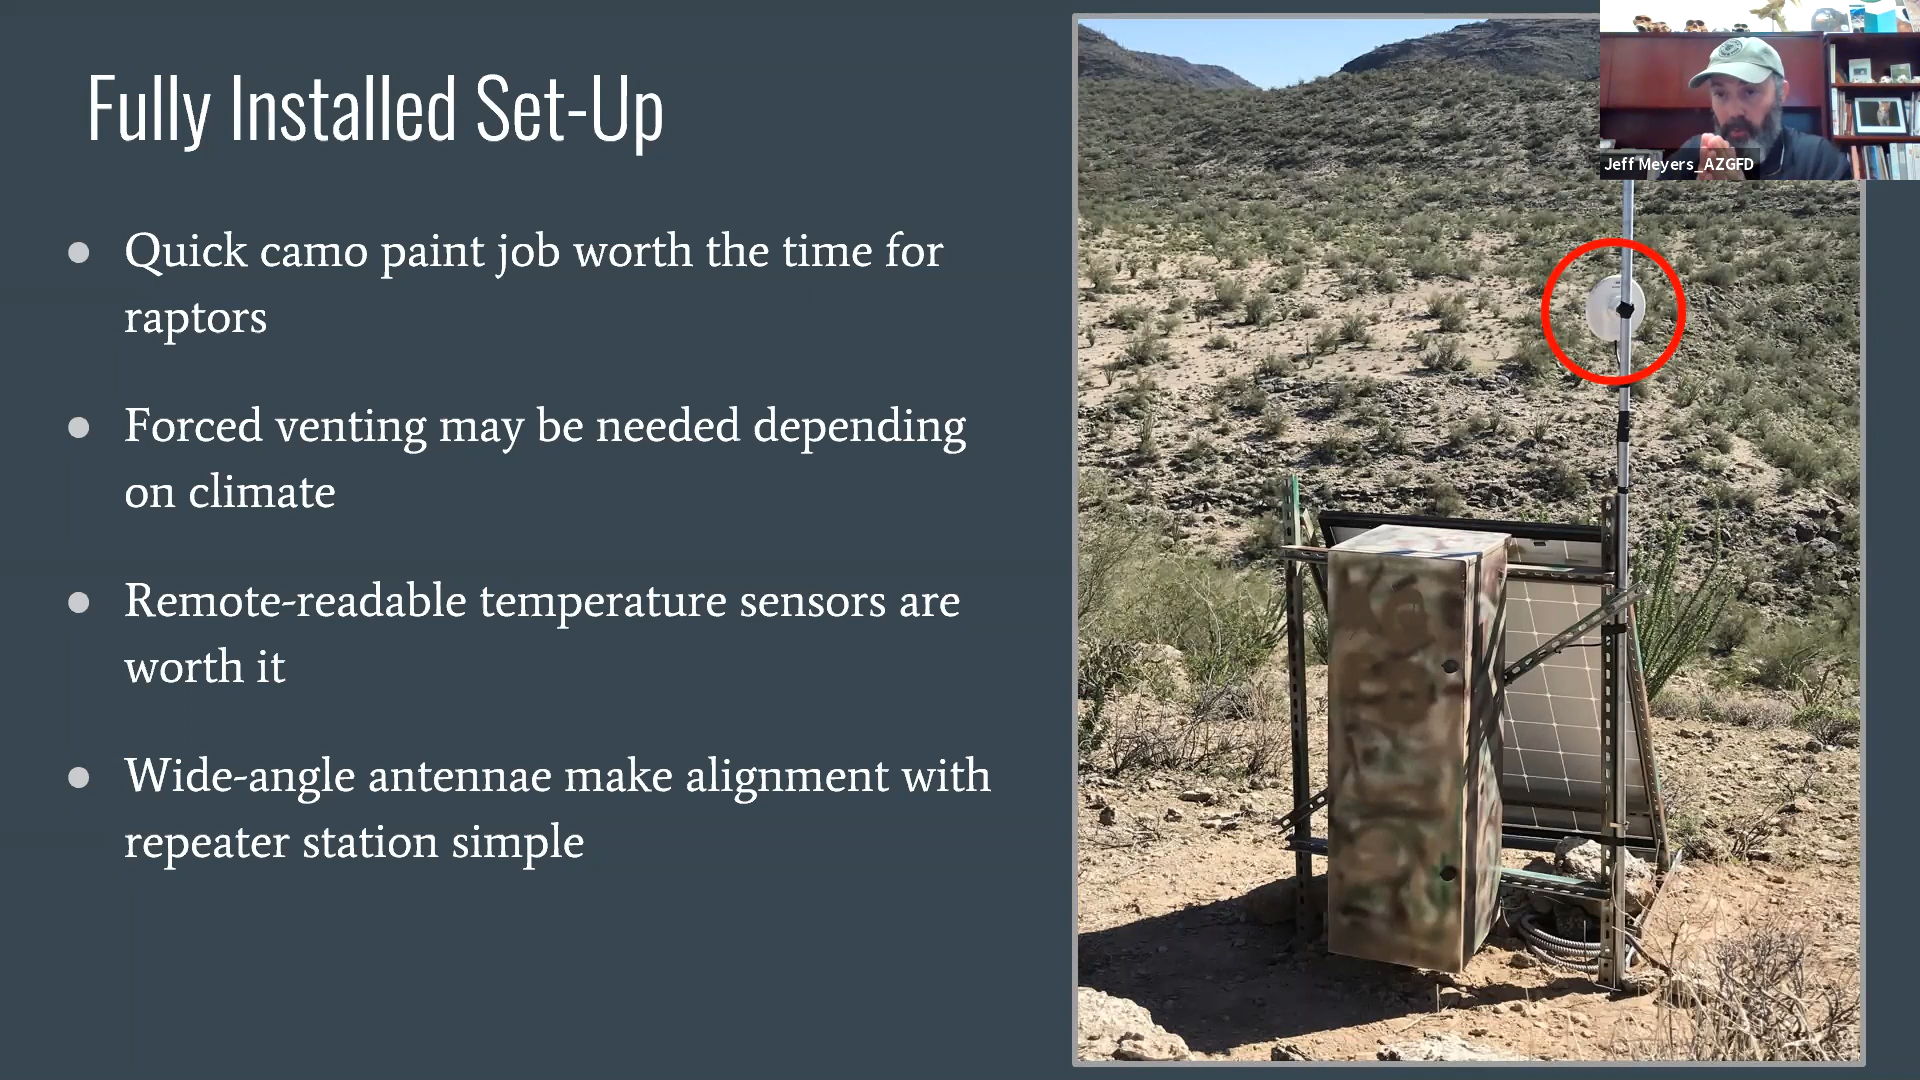 Fully Installed Set-Up
Quick camo paint job worth the time for
raptors
Forced venting may be needed depending
on climate
Remote-readable temperature sensors are
worth it
Wide-angle antennae make alignment with
repeater station simple
Jeff Meyers_AZGFD